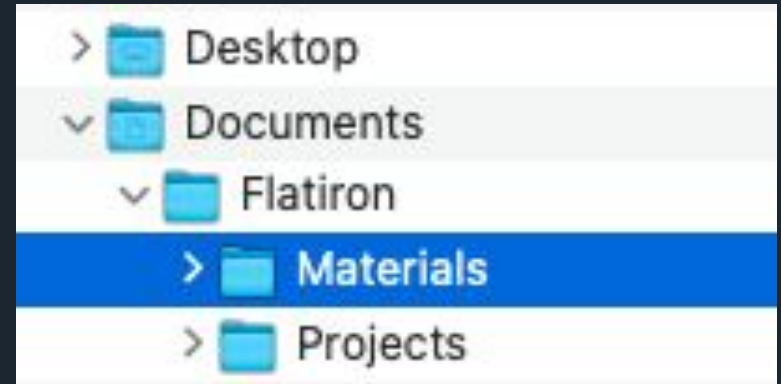 Desktop
Documents
Flatiron
Materials
Projects